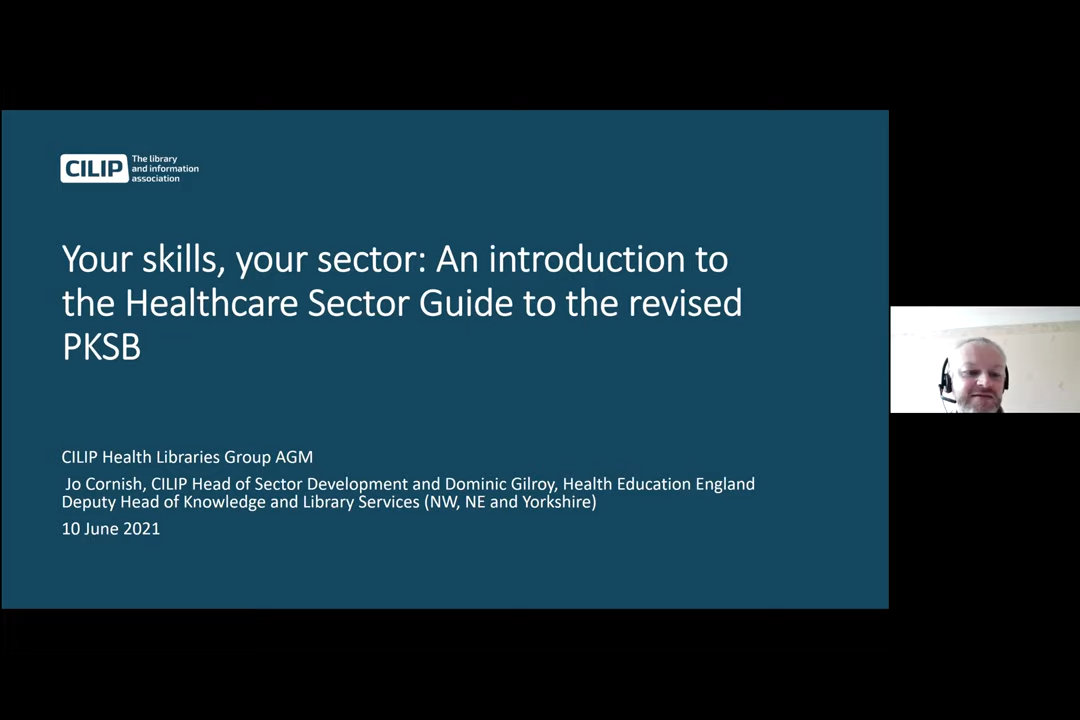 CILIP
The library
and information
association
Your skills, your sector: An introduction to
the Healthcare Sector Guide to the revised
PKSB
CILIP Health Libraries Group AGM
Jo Cornish, CILIP Head of Sector Development and Dominic Gilroy, Health Education England
Deputy Head of Knowledge and Library Services (NW, NE and Yorkshire)
10 June 2021